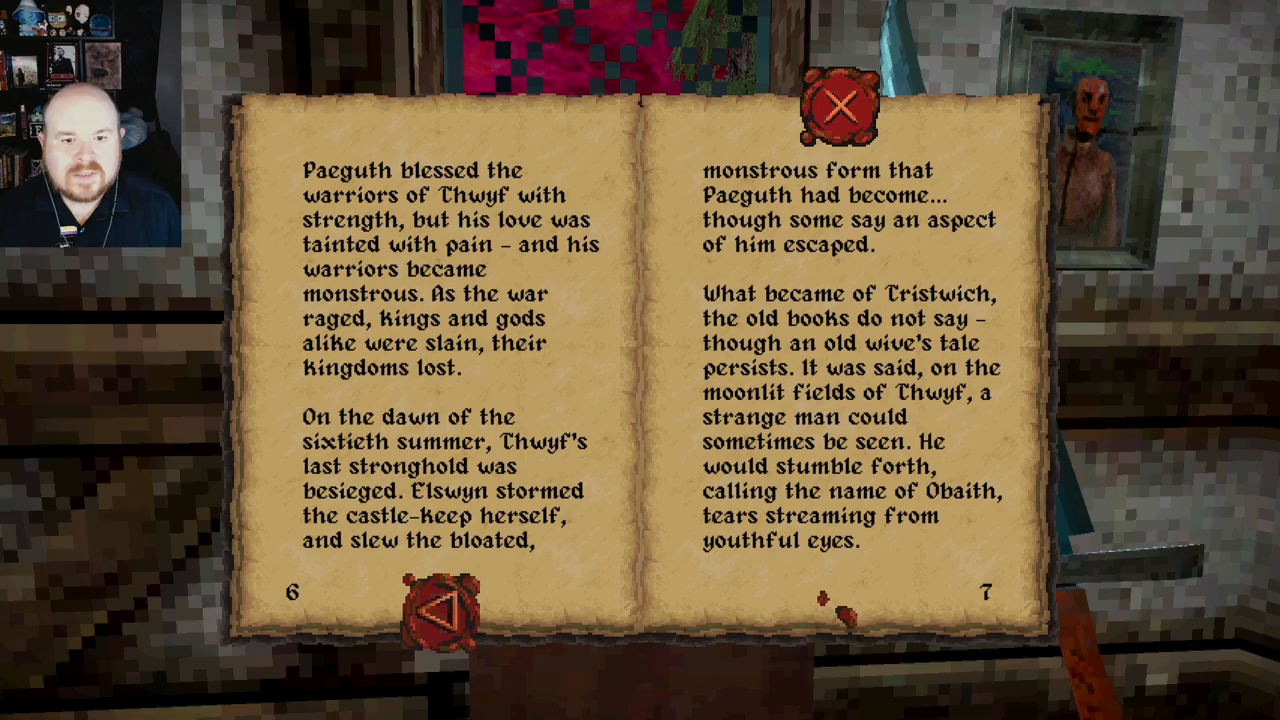 Paeguth blessed the
warriors of Thwyf with
strength, but his love was
tainted with pain - and his
warriors became
monstrous. As the war
raged, kings and gods
alike were slain, their
kingdoms lost.
On the dawn of the
sixtieth summer, Thwyf's
last stronghold was
besieged. Elswyn stormed
the castle-keep herself,
and slew the bloated,
6
monstrous form that
Paeguth had become...
though some say an aspect
of him escaped.
What became of Tristwich,
the old books do not say -
though an old wive's tale
persists. It was said, on the
moonlit fields of Thwyf, a
strange man could
sometimes be seen. He
would stumble forth,
calling the name of Obaith,
tears streaming from
youthful eyes.
7